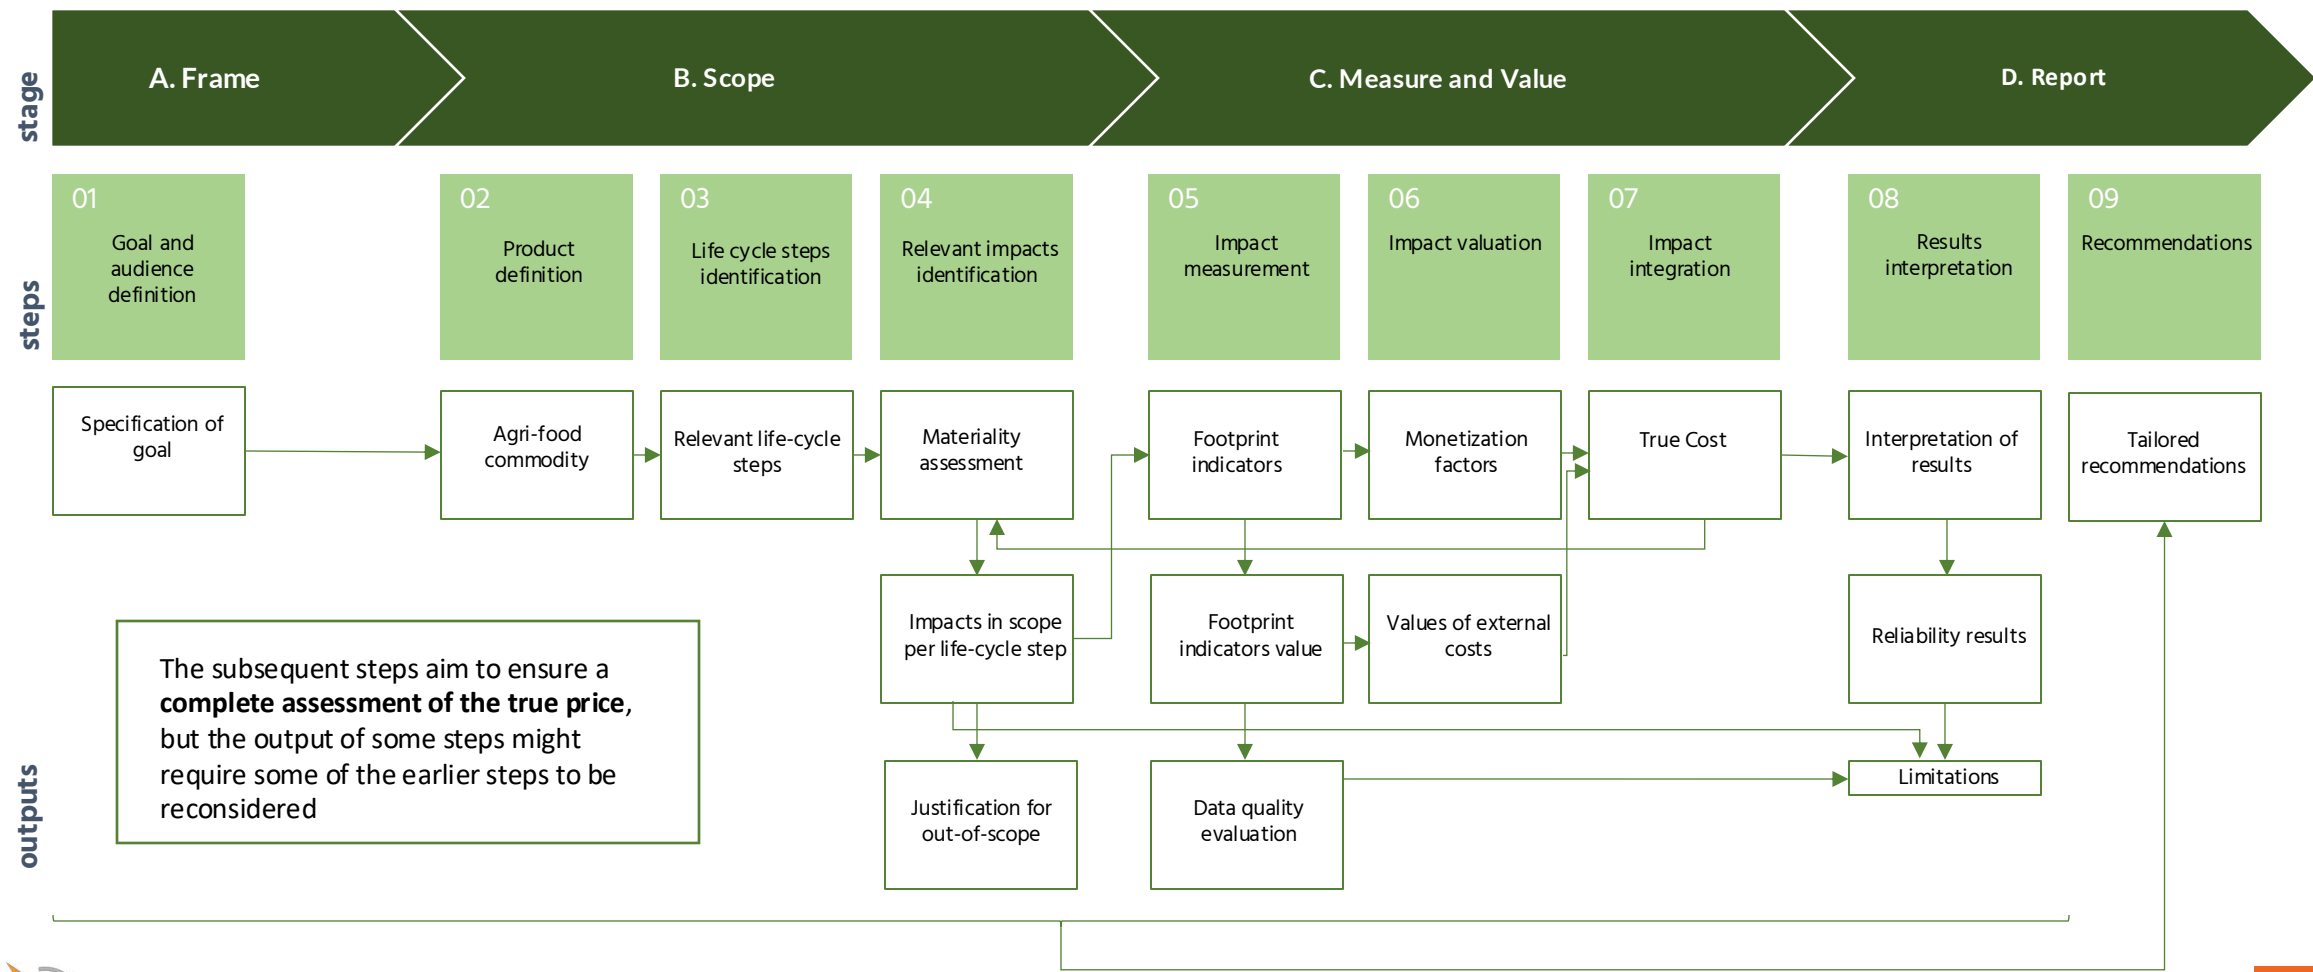 stage
A. Frame
B. Scope
C. Measure and Value
D. Report
steps
01
Goal and
audience
definition
02
Product
definition
03
Life cycle steps
identification
04
Relevant impacts
identification
05
Impact
measurement
06
Impact valuation
07
Impact
integration
08
Results
interpretation
09
Recommendations
outputs
Specification of
goal
Agri-food
commodity
Relevant life-cycle
steps
Materiality
assessment
Footprint
indicators
Monetization
factors
True Cost
Interpretation of
results
Tailored
recommendations
Impacts in scope
per life-cycle step
Footprint
indicators value
Values of external
costs
Reliability results
Justification for
out-of-scope
Data quality
evaluation
Limitations
The subsequent steps aim to ensure a
complete assessment of the true price,
but the output of some steps might
require some of the earlier steps to be
reconsidered